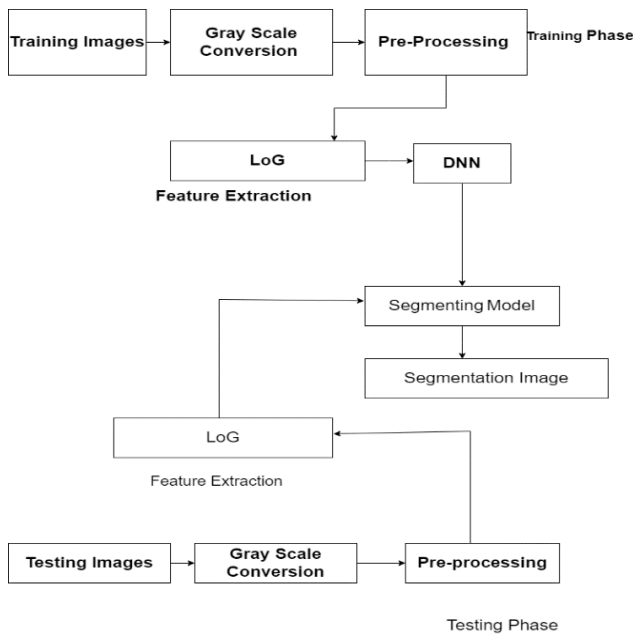 Training Images
Gray Scale
Conversion
Pre-Processing
Training Phase
LoG
DNN
Feature Extraction
Segmenting Model
Segmentation Image
LoG
Feature Extraction
Testing Images
Gray Scale
Conversion
Pre-processing
Testing Phase